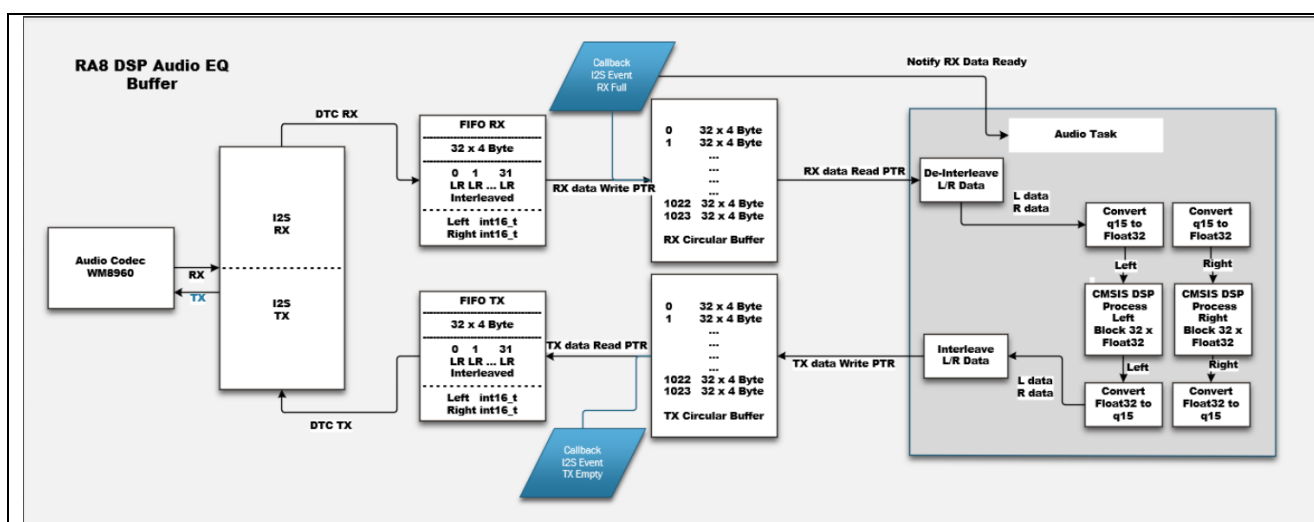 RA8 DSP Audio EQ
Buffer
Callback
I2S Event
RX Full
Notify RX Data Ready
DTC RX
FIFO RX
32 x 4 Byte
0 1 31
LR LR ... LR
Interleaved
Left int16_t
Right int16_t
RX data Write PTR
0 32 x 4 Byte
1 32 x 4 Byte
...
...
...
...
1022 32 x 4 Byte
1023 32 x 4 Byte
RX Circular Buffer
RX data Read PTR
Audio Task
De-Interleave
L/R Data
L data
R data
Convert
q15 to
Float32
Convert
q15 to
Float32
Left
Right
CMSIS DSP
Process
Left
Block 32 x
Float32
CMSIS DSP
Process
Right
Block 32 x
Float32
Left
Right
Convert
Float32 to
q15
Convert
Float32 to
q15
L data
R data
Interleave
L/R Data
TX data Write PTR
0 32 x 4 Byte
1 32 x 4 Byte
...
...
...
...
1022 32 x 4 Byte
1023 32 x 4 Byte
TX Circular Buffer
TX data Read PTR
Callback
I2S Event
TX Empty
FIFO TX
32 x 4 Byte
0 1 31
LR LR ... LR
Interleaved
Left int16_t
Right int16_t
DTC TX
I2S
RX
I2S
TX
Audio Codec
WM8960
RX
TX